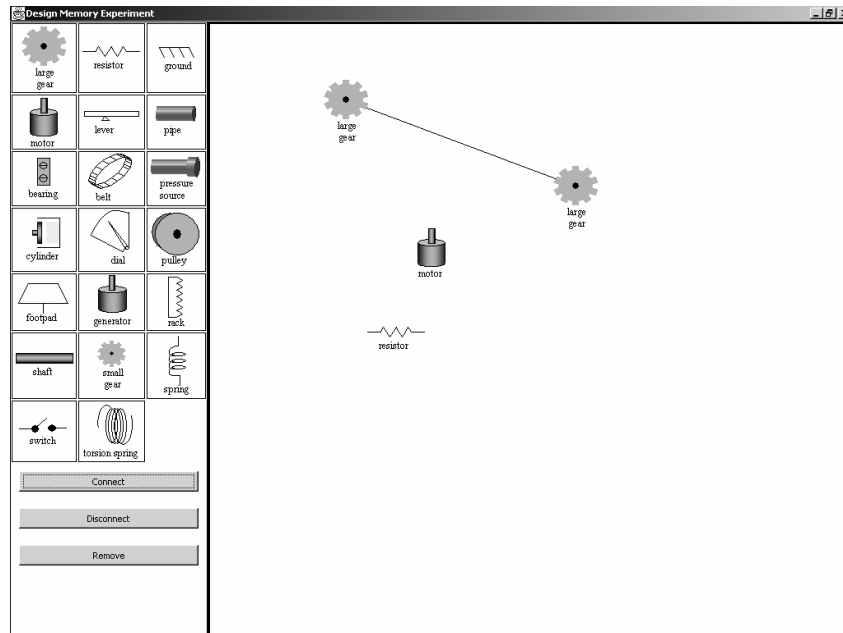 Design Memory Experiment
large
gear
resistor
ground
motor
lever
pipe
bearing
belt
pressure
source
cylinder
dial
pulley
footpad
generator
rack
shaft
small
gear
spring
switch
torsion spring
Connect
Disconnect
Remove
large
gear
large
gear
motor
resistor